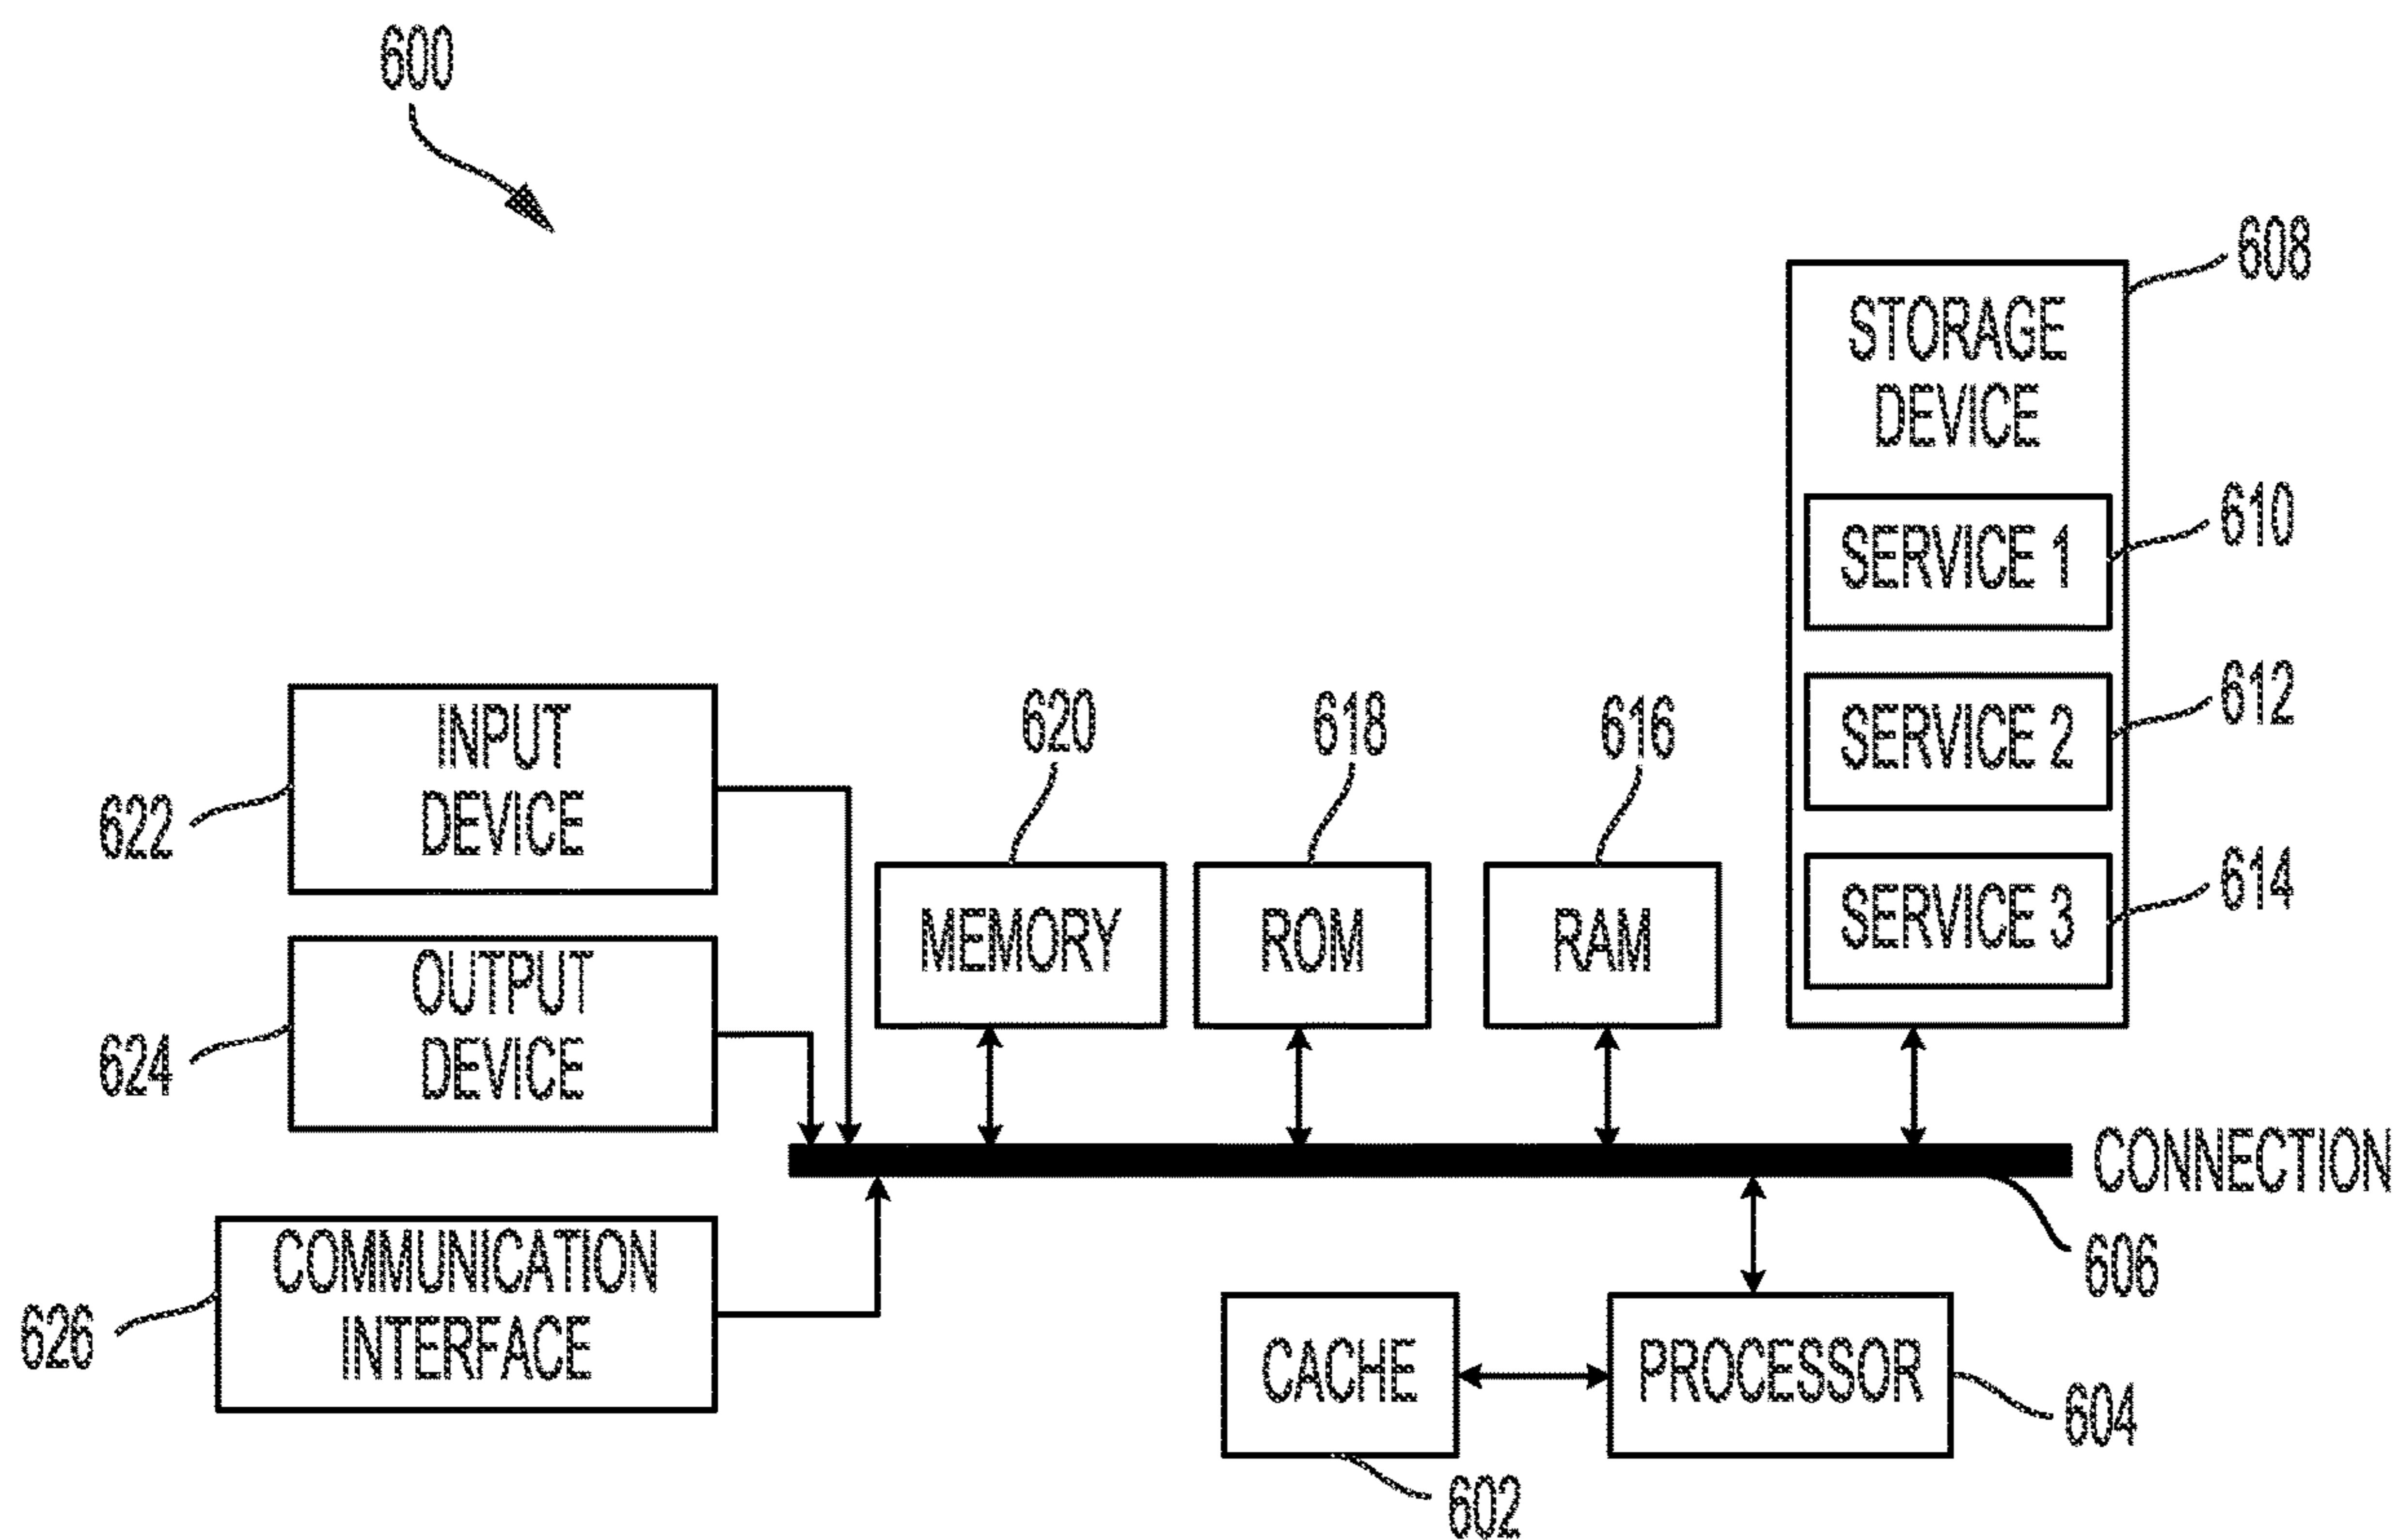 600
608
STORAGE
DEVICE
610
SERVICE 1
612
SERVICE 2
614
SERVICE 3
INPUT
DEVICE
622
620
618
616
MEMORY
ROM
RAM
OUTPUT
DEVICE
624
CONNECTION
606
COMMUNICATION
INTERFACE
626
CACHE
PROCESSOR
604
602